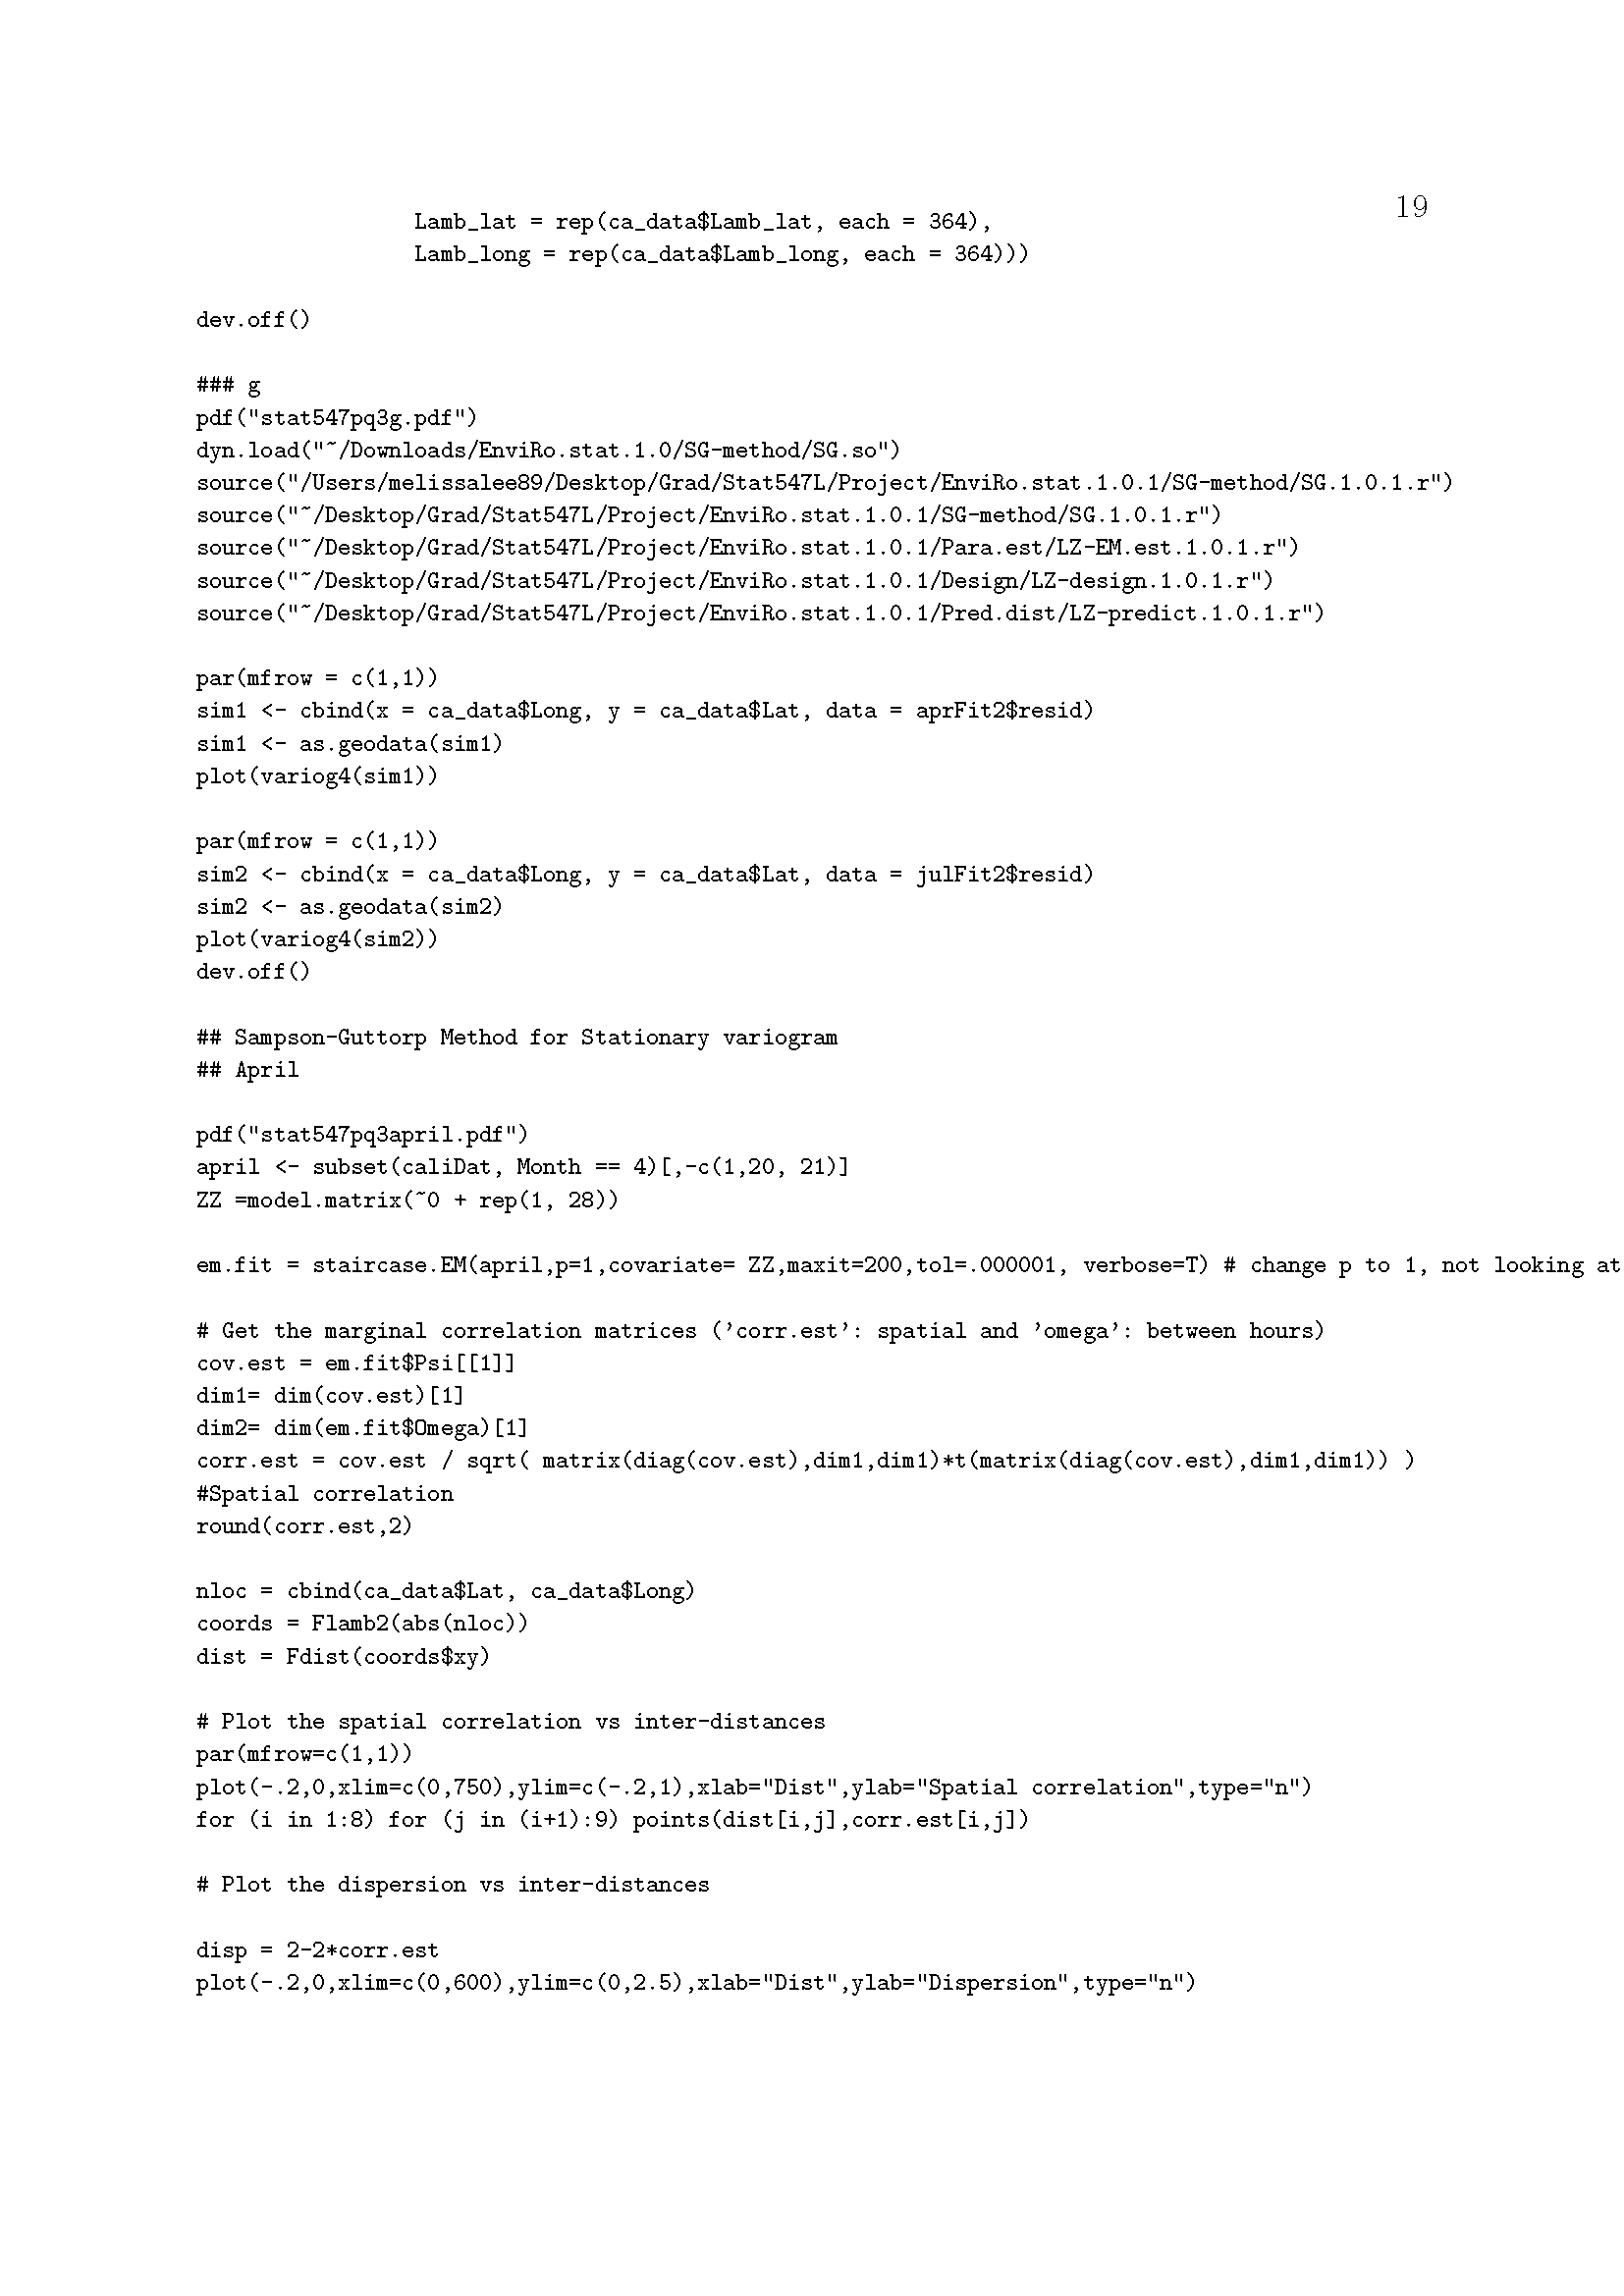 19
Lamb_lat = rep(ca_data$Lamb_lat, each = 364),
Lamb_long = rep(ca_data$Lamb_long, each = 364)))
dev.off()
### g
pdf("stat547pq3g.pdf")
dyn.load("~/Downloads/EnviRo.stat.1.0/SG-method/SG.so")
source("/Users/melissalee89/Desktop/Grad/Stat547L/Project/EnviRo.stat.1.0.1/SG-method/SG.1.0.1.r")
source("~/Desktop/Grad/Stat547L/Project/EnviRo.stat.1.0.1/SG-method/SG.1.0.1.r")
source("~/Desktop/Grad/Stat547L/Project/EnviRo.stat.1.0.1/Para.est/LZ-EM.est.1.0.1.r")
source("~/Desktop/Grad/Stat547L/Project/EnviRo.stat.1.0.1/Design/LZ-design.1.0.1.r")
source("~/Desktop/Grad/Stat547L/Project/EnviRo.stat.1.0.1/Pred.dist/LZ-predict.1.0.1.r")
par(mfrow = c(1,1))
sim1 <- cbind(x = ca_data$Long, y = ca_data$Lat, data = aprFit2$resid)
sim1 <- as.geodata(sim1)
plot(variog4(sim1))
par(mfrow = c(1,1))
sim2 <- cbind(x = ca_data$Long, y = ca_data$Lat, data = julFit2$resid)
sim2 <- as.geodata(sim2)
plot(variog4(sim2))
dev.off()
## Sampson-Guttorp Method for Stationary variogram
## April
pdf("stat547pq3april.pdf")
april <- subset(caliDat, Month == 4)[,-c(1,20, 21)]
ZZ =model.matrix(~0 + rep(1, 28))
em.fit = staircase.EM(april,p=1,covariate= ZZ,maxit=200,tol=.000001, verbose=T) # change p to 1, not looking at
# Get the marginal correlation matrices ('corr.est': spatial and 'omega': between hours)
cov.est = em.fit$Psi[[1]]
dim1= dim(cov.est)[1]
dim2= dim(em.fit$Omega)[1]
corr.est = cov.est / sqrt( matrix(diag(cov.est),dim1,dim1)*t(matrix(diag(cov.est),dim1,dim1)) )
#Spatial correlation
round(corr.est,2)
nloc = cbind(ca_data$Lat, ca_data$Long)
coords = Flamb2(abs(nloc))
dist = Fdist(coords$xy)
# Plot the spatial correlation vs inter-distances
par(mfrow=c(1,1))
plot(-.2,0,xlim=c(0,750),ylim=c(-.2,1),xlab="Dist",ylab="Spatial correlation",type="n")
for (i in 1:8) for (j in (i+1):9) points(dist[i,j],corr.est[i,j])
# Plot the dispersion vs inter-distances
disp = 2-2*corr.est
plot(-.2,0,xlim=c(0,600),ylim=c(0,2.5),xlab="Dist",ylab="Dispersion",type="n")